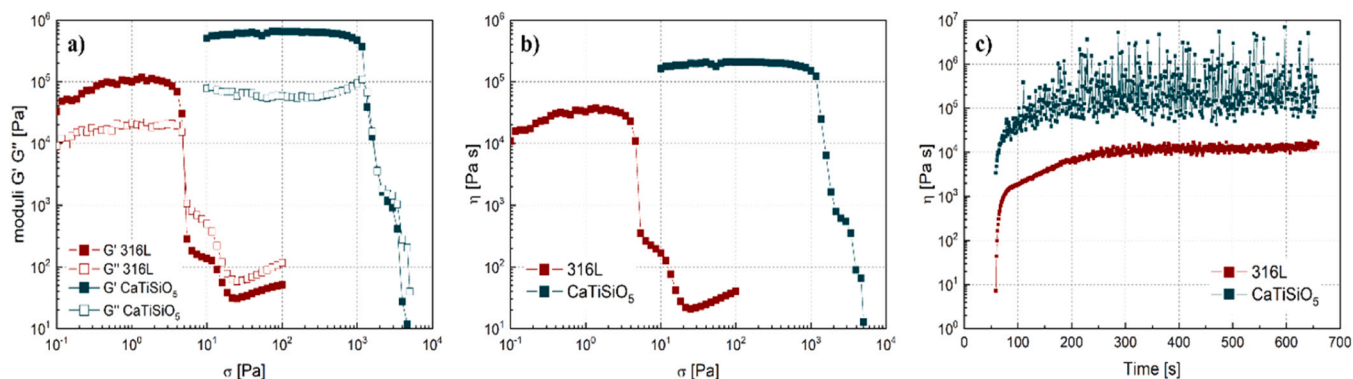 a)
moduli G' G" [Pa]
10⁶
10⁵
10⁴
10³
10²
10¹
G' 316L
G" 316L
G' CaTiSiO₅
G" CaTiSiO₅
10⁻¹ 10⁰ 10¹ 10² 10³ 10⁴
σ [Pa]
b)
η [Pa s]
10⁶
10⁵
10⁴
10³
10²
10¹
316L
CaTiSiO₅
10⁻¹ 10⁰ 10¹ 10² 10³ 10⁴
σ [Pa]
c)
η [Pa s]
10⁷
10⁶
10⁵
10⁴
10³
10²
10¹
10⁰
316L
CaTiSiO₅
0 100 200 300 400 500 600 700
Time [s]